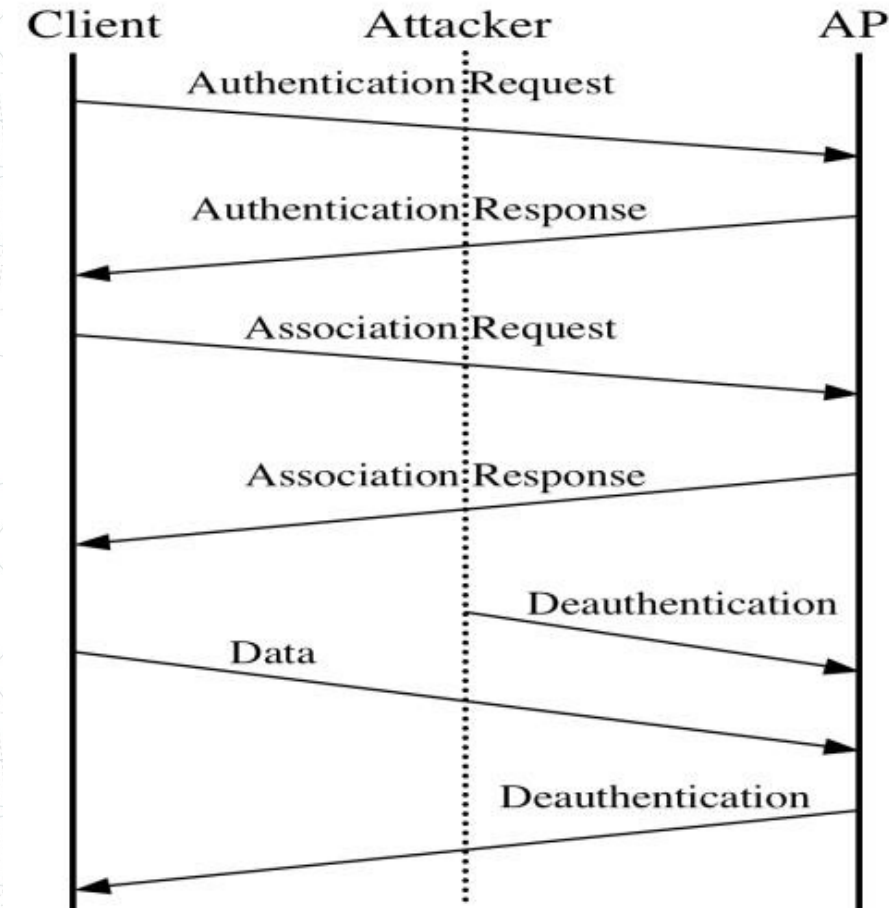 Client Attacker AP
Authentication Request
Authentication Response
Association Request
Association Response
Deauthentication
Data
Deauthentication